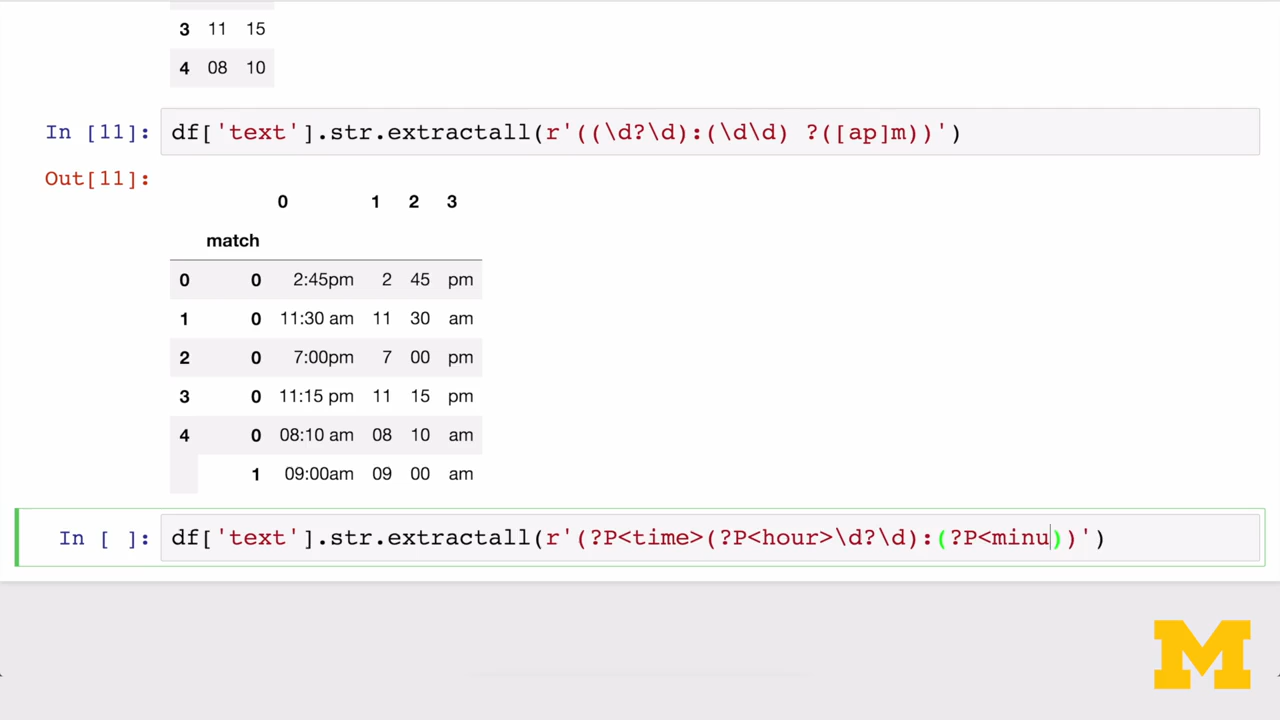 3 11 15
4 08 10
In [11]: df['text'].str.extractall(r'((\d?\d):(\d\d) ?([ap]m))')
Out[11]:
0 1 2 3
match
0 0 2:45pm 2 45 pm
1 0 11:30 am 11 30 am
2 0 7:00pm 7 00 pm
3 0 11:15 pm 11 15 pm
4 0 08:10 am 08 10 am
1 09:00am 09 00 am
In [ ]: df['text'].str.extractall(r'(?P<time>(?P<hour>\d?\d):(?P<minu))')
M